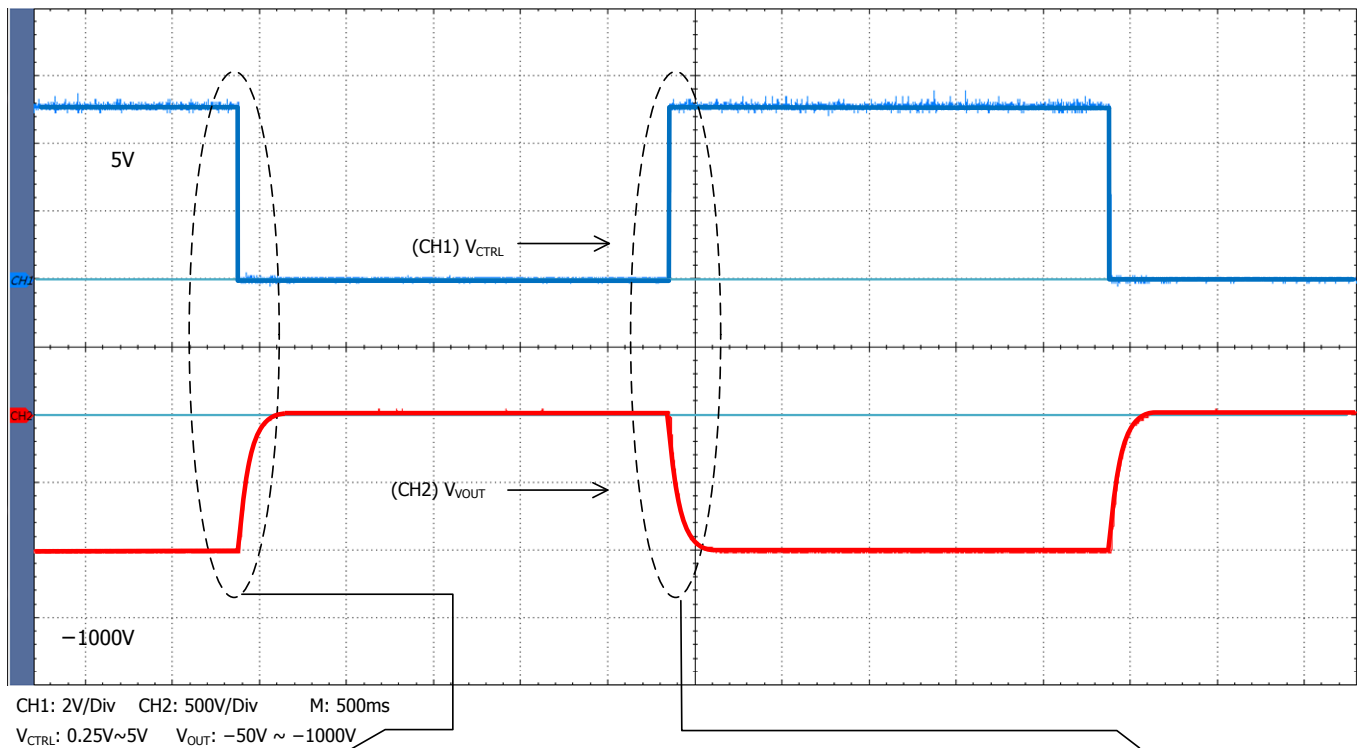 5V
(CH1) VCTRL
CH1
CH2
(CH2) VVOUT
−1000V
CH1: 2V/Div CH2: 500V/Div M: 500ms
VCTRL: 0.25V~5V VOUT: −50V ~ −1000V